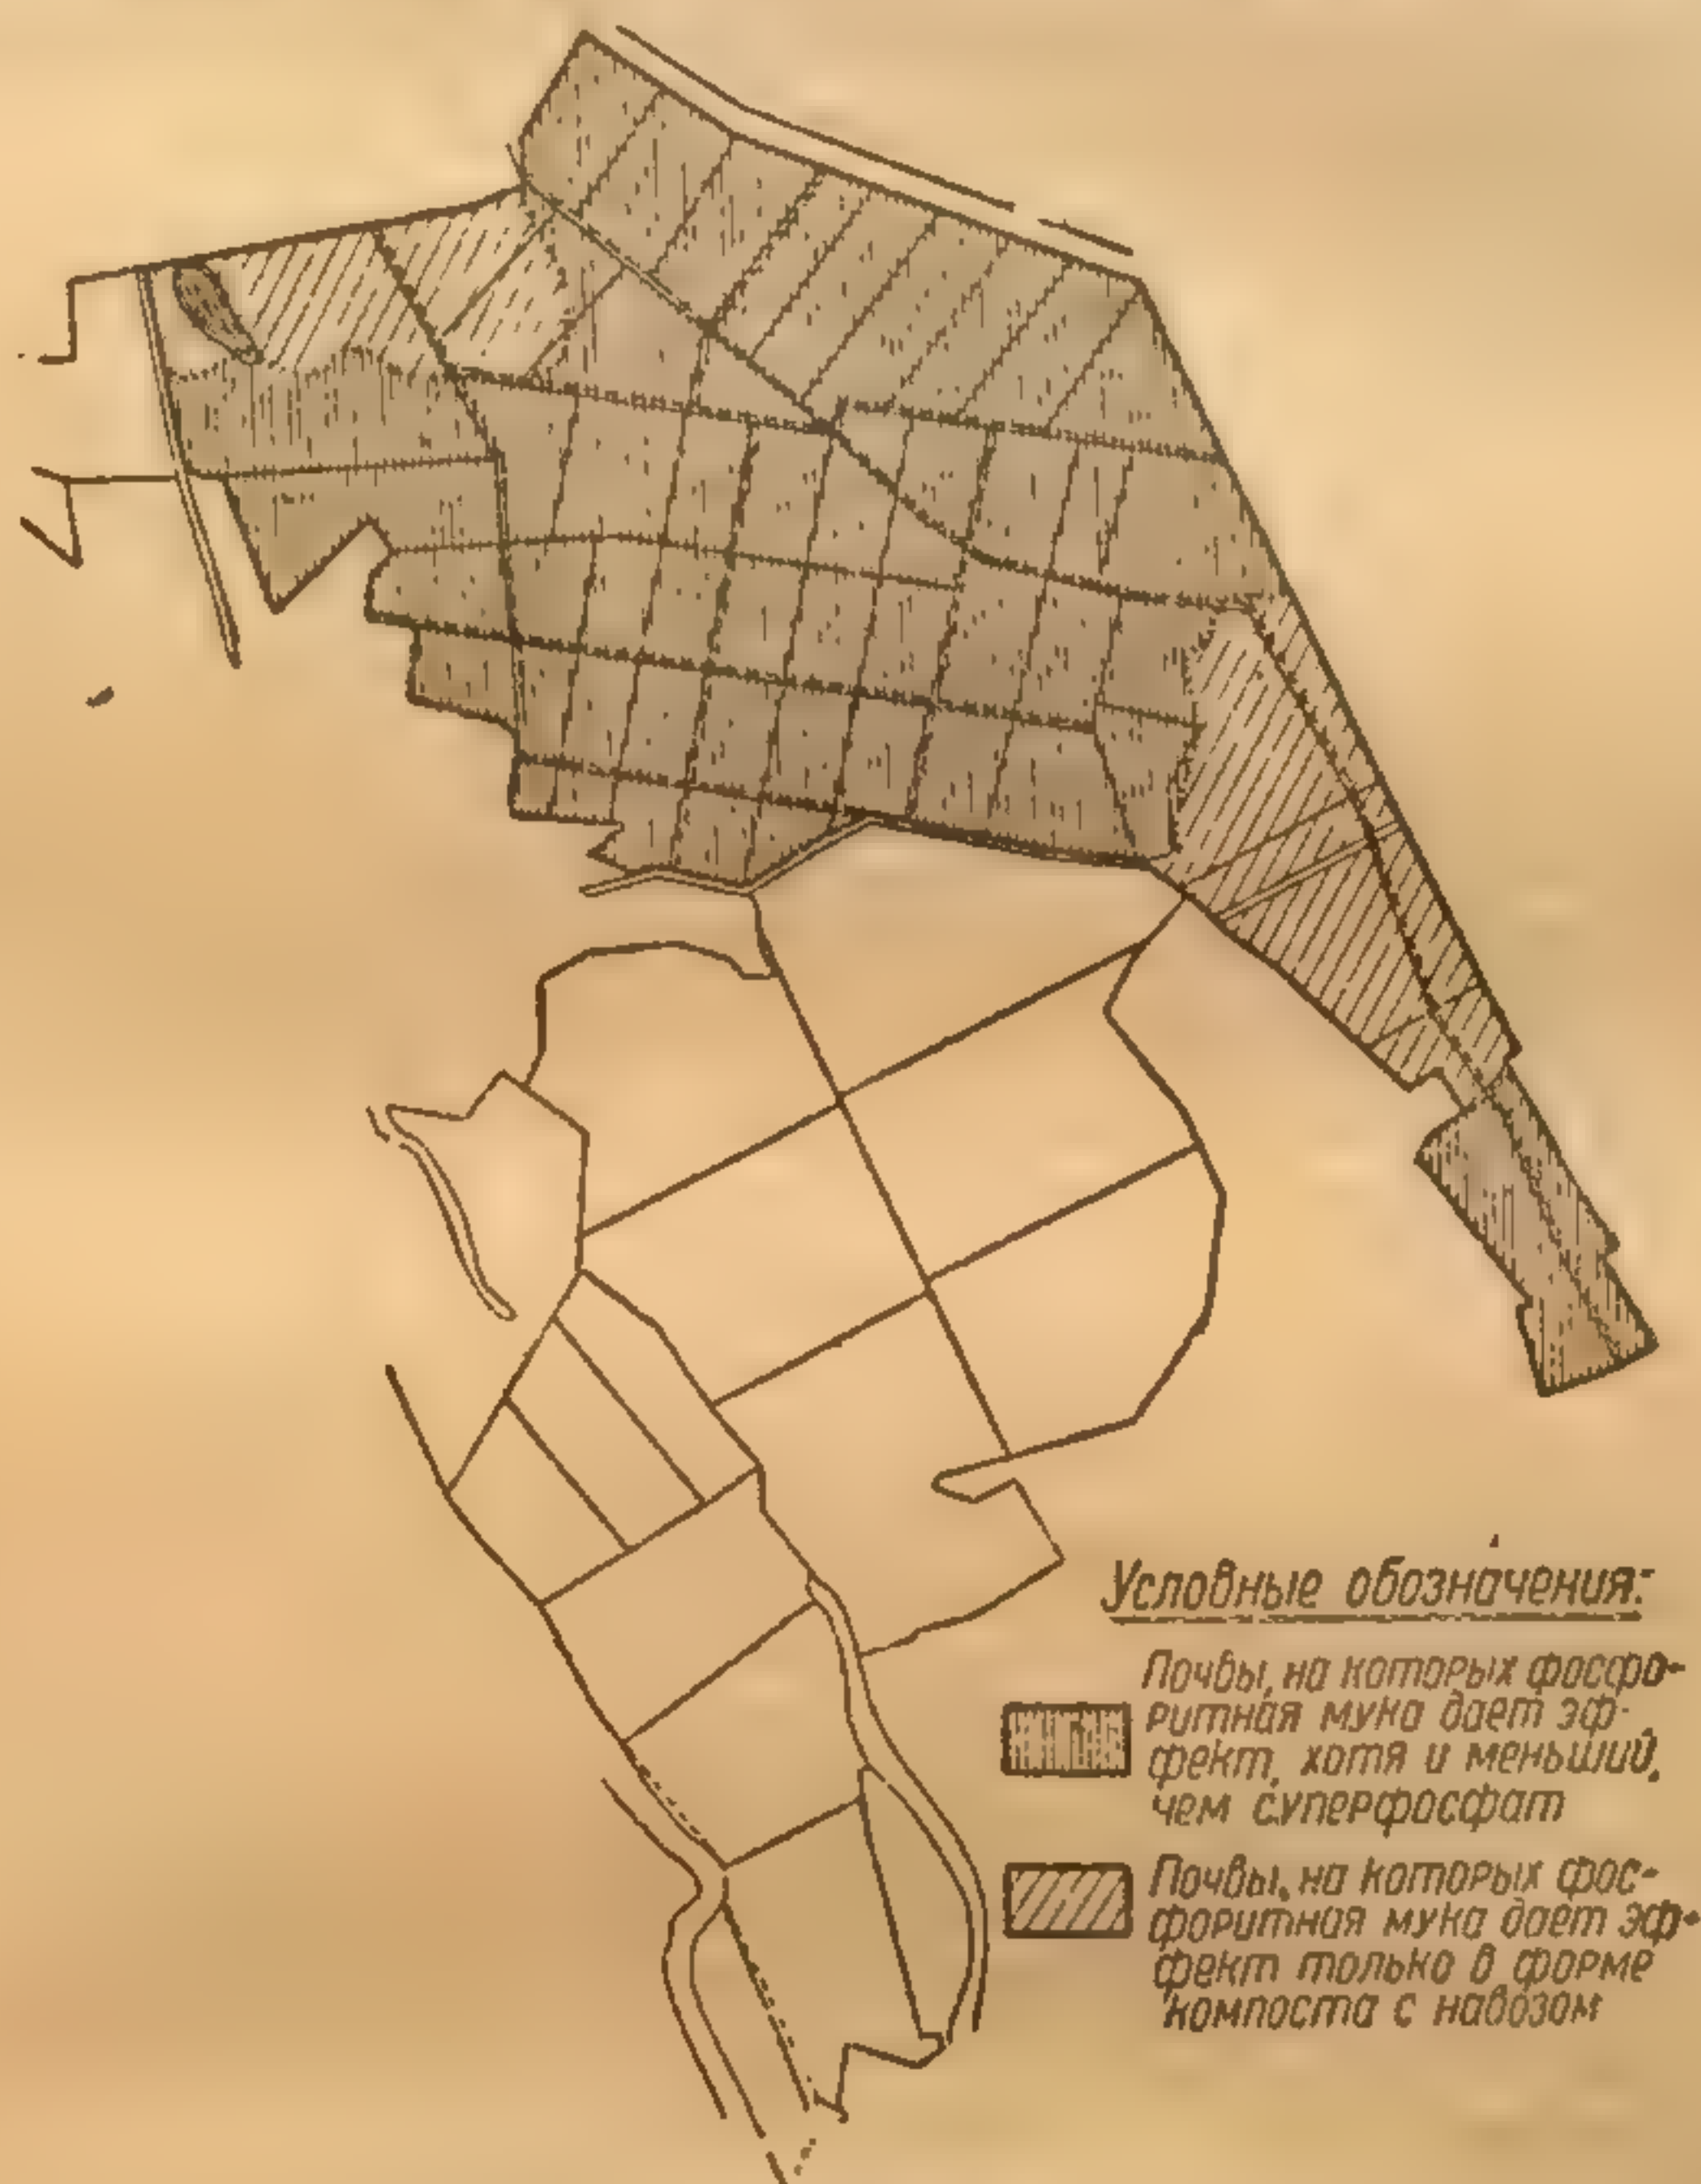 Условные обозначения:
Почвы, на которых фосфо-
ритная мука дает эф-
фект, хотя и меньший,
чем суперфосфат
Почвы, на которых фос-
форитная мука дает эф-
фект только в форме
компоста с навозом